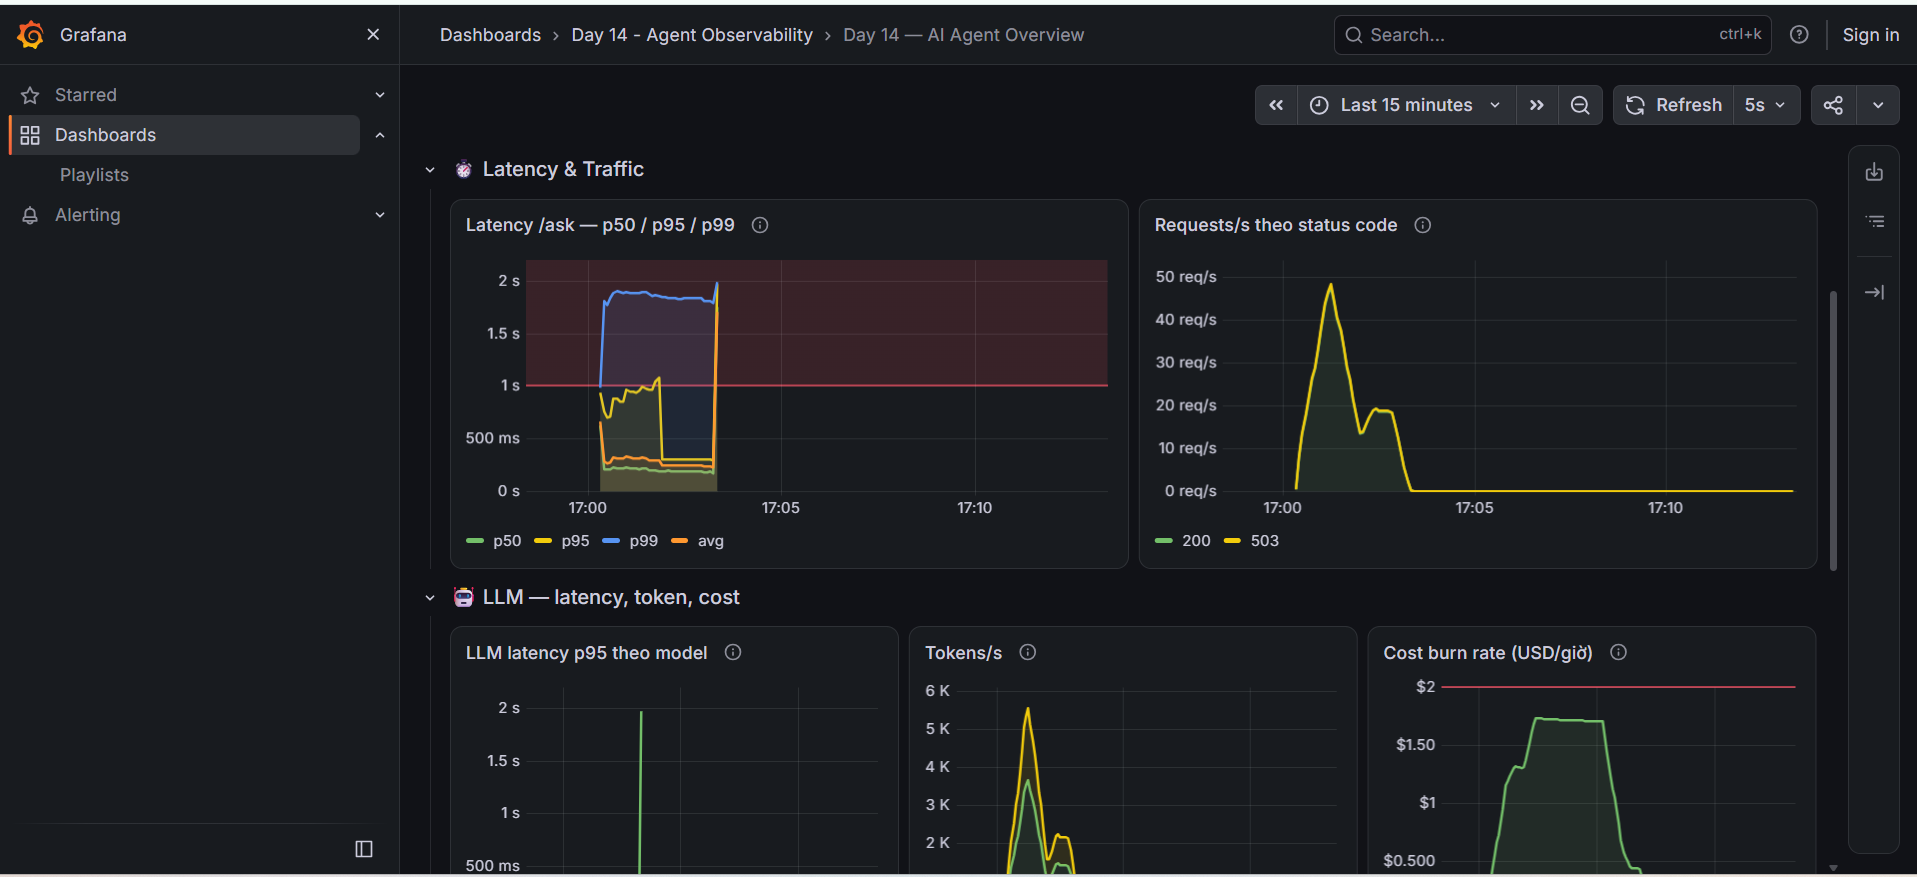 Grafana
Dashboards › Day 14 - Agent Observability › Day 14 — AI Agent Overview
Search... ctrl+k
Sign in
Starred
Dashboards
Playlists
Alerting
Last 15 minutes
Refresh 5s
Latency & Traffic
Latency /ask — p50 / p95 / p99
2 s
1.5 s
1 s
500 ms
0 s
17:00 17:05 17:10
p50 p95 p99 avg
Requests/s theo status code
50 req/s
40 req/s
30 req/s
20 req/s
10 req/s
0 req/s
17:00 17:05 17:10
200 503
LLM — latency, token, cost
LLM latency p95 theo model
2 s
1.5 s
1 s
500 ms
Tokens/s
6 K
5 K
4 K
3 K
2 K
Cost burn rate (USD/giờ)
$2
$1.50
$1
$0.500